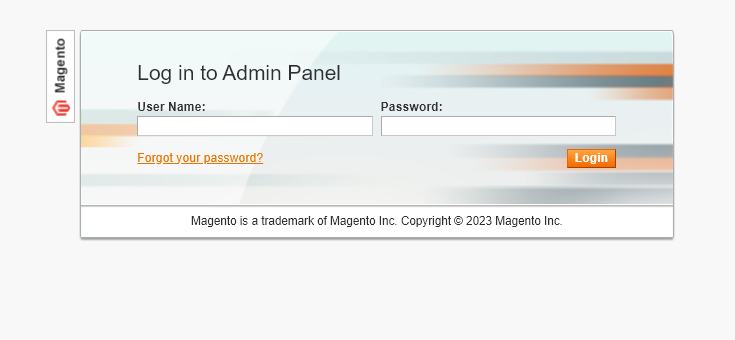 Magento
Log in to Admin Panel
User Name:
Password:
Forgot your password?
Login
Magento is a trademark of Magento Inc. Copyright © 2023 Magento Inc.